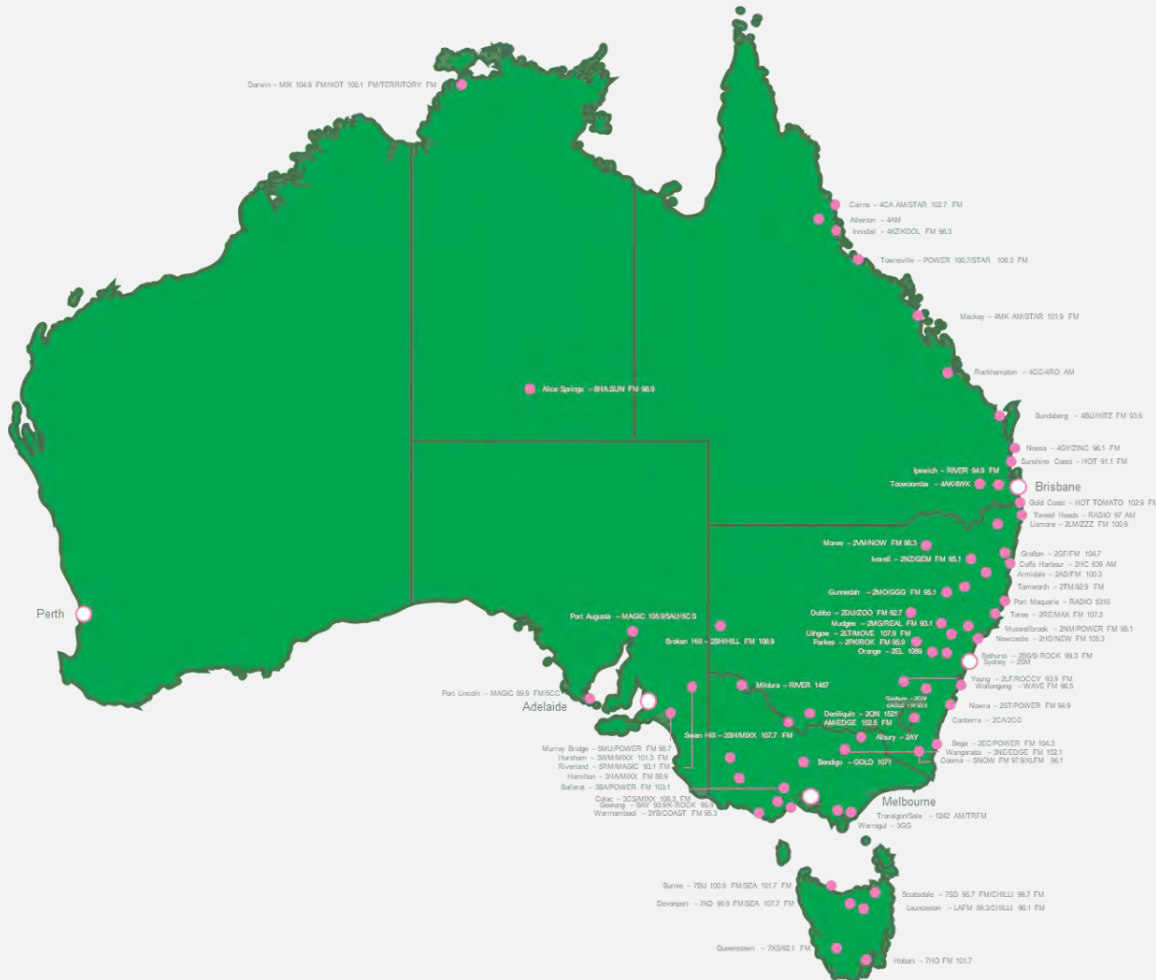 Darwin – MIX 104.9 FM/HOT 100.1 FM/TERRITORY FM
Cairns – 4CA AM/STAR 102.7 FM
Atherton – 4AM
Innisfail – 4KZ/KOOL FM 98.3
Townsville – POWER 100.7/STAR 106.3 FM
Mackay – 4MK AM/STAR 101.9 FM
Rockhampton – 4CC/4RO AM
Alice Springs – 8HA/SUN FM 96.9
Bundaberg – 4BU/HITZ FM 93.9
Noosa – 4GY/ZINC 96.1 FM
Sunshine Coast – HOT 91.1 FM
Ipswich – RIVER 94.9 FM
Toowoomba – 4AK/4WK
Brisbane
Gold Coast – HOT TOMATO 102.9 FM
Tweed Heads – RADIO 97 AM
Lismore – 2LM/ZZZ FM 100.9
Moree – 2VM/NOW FM 98.3
Grafton – 2GF/FM 104.7
Inverell – 2NZ/GEM FM 95.1
Coffs Harbour – 2HC 639 AM
Armidale – 2AD/FM 100.3
Tamworth – 2TM/92.9 FM
Gunnedah – 2MO/GGG FM 95.1
Port Maquarie – RADIO 531
Perth
Dubbo – 2DU/ZOO FM 92.7
Taree – 2RE/MAX FM 107.3
Port Augusta – MAGIC 105.9/5AU/5CS
Mudgee – 2MG/REAL FM 93.1
Muswellbrook – 2NM/POWER FM 98.1
Lithgow – 2LT/MOVE 107.9 FM
Newcastle – 2HD/NEW FM 105.3
Broken Hill – 2BH/HILL FM 106.9
Parkes – 2PK/ROK FM 95.9
Orange – 2EL 1089
Bathurst – 2BS/B-ROCK 99.3 FM
Sydney – 2SM
Young – 2LF/ROCCY 93.9 FM
Mildura – RIVER 1467
Wollongong – WAVE FM 96.5
Port Lincoln – MAGIC 89.9 FM/5CC
Goulburn – 2GN/
EAGLE FM 93.5
Adelaide
Nowra – 2ST/POWER FM 94.9
Deniliquin – 2QN 1521
AM/EDGE 102.5 FM
Canberra – 2CA/2CC
Swan Hill – 3SH/MIXX 107.7 FM
Albury – 2AY
Bega – 2EC/POWER FM 104.3
Murray Bridge – 5MU/POWER FM 98.7
Wangaratta – 3NE/EDGE FM 102.1
Horsham – 3WM/MIXX 101.3 FM
Cooma – SNOW FM 97.9/XLFM 96.1
Riverland – 5RM/MAGIC 93.1 FM
Bendigo – GOLD 1071
Hamilton – 3HA/MIXX FM 88.9
Ballarat – 3BA/POWER FM 103.1
Colac – 3CS/MIXX 106.3 FM
Melbourne
Geelong – BAY 93.9/K-ROCK 95.5
Warrnambool – 3YB/COAST FM 95.3
Traralgon/Sale – 1242 AM/TRFM
Warragul – 3GG
Burnie – 7BU 100.9 FM/SEA 101.7 FM
Scottsdale – 7SD 95.7 FM/CHILLI 99.7 FM
Devonport – 7AD 98.9 FM/SEA 107.7 FM
Launceston – LAFM 89.3/CHILLI 90.1 FM
Queenstown – 7XS/92.1 FM
Hobart – 7HO FM 101.7